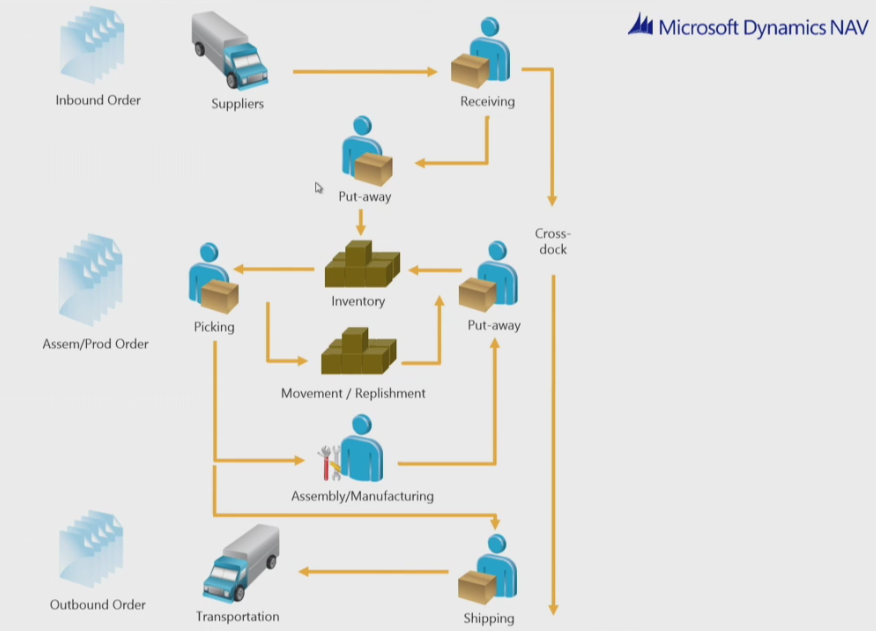 Microsoft Dynamics NAV
Inbound Order
Suppliers
Receiving
Put-away
Cross-
dock
Inventory
Picking
Put-away
Assem/Prod Order
Movement / Replishment
Assembly/Manufacturing
Outbound Order
Transportation
Shipping